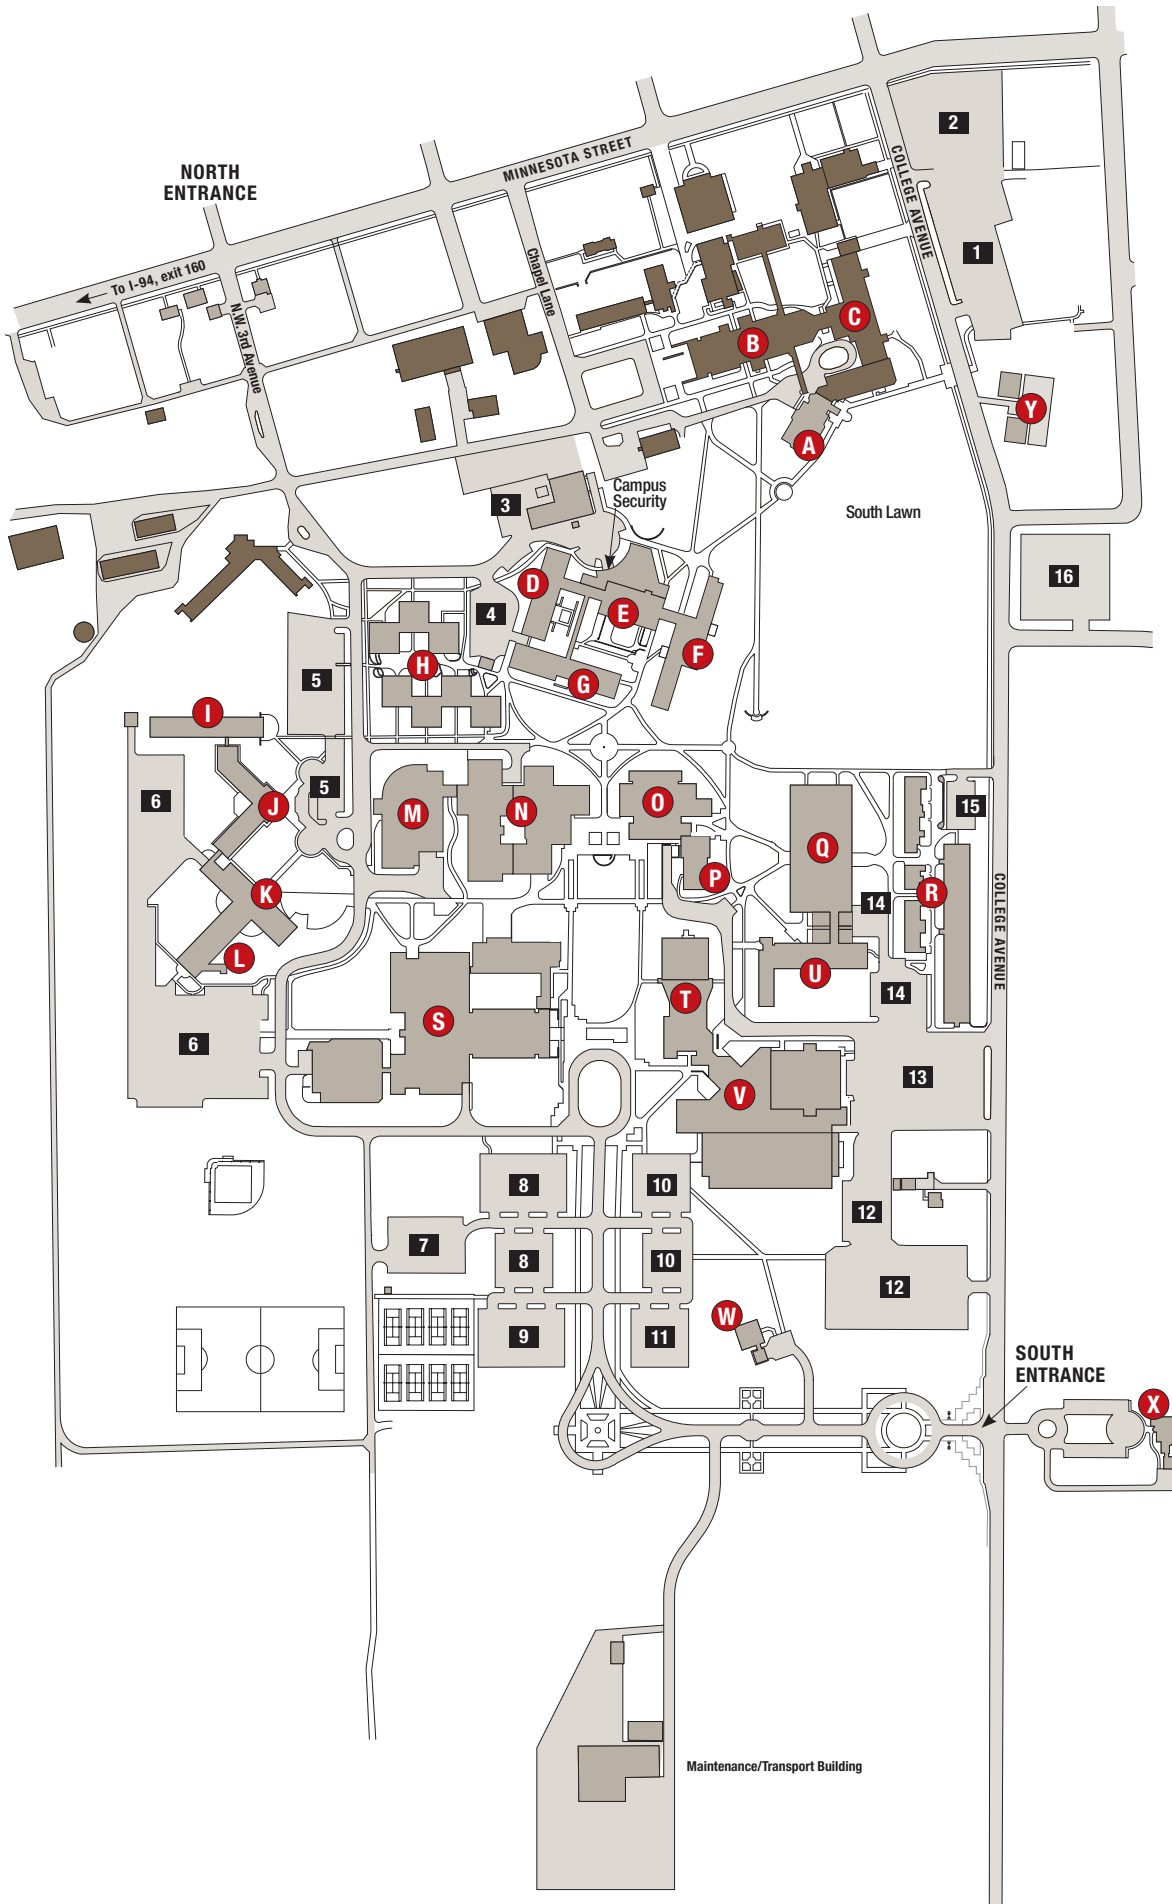 2
MINNESOTA STREET
COLLEGE AVENUE
NORTH
ENTRANCE
1
To I-94, exit 160
Chapel Lane
N.W. 3rd Avenue
C
B
Y
A
Campus
Security
3
South Lawn
16
D
E
4
F
H
G
5
I
5
6
J
M
N
O
15
Q
P
K
R
14
COLLEGE AVENUE
L
U
14
T
S
6
13
V
8
10
12
7
8
10
12
W
9
11
SOUTH
ENTRANCE
X
Maintenance/Transport Building